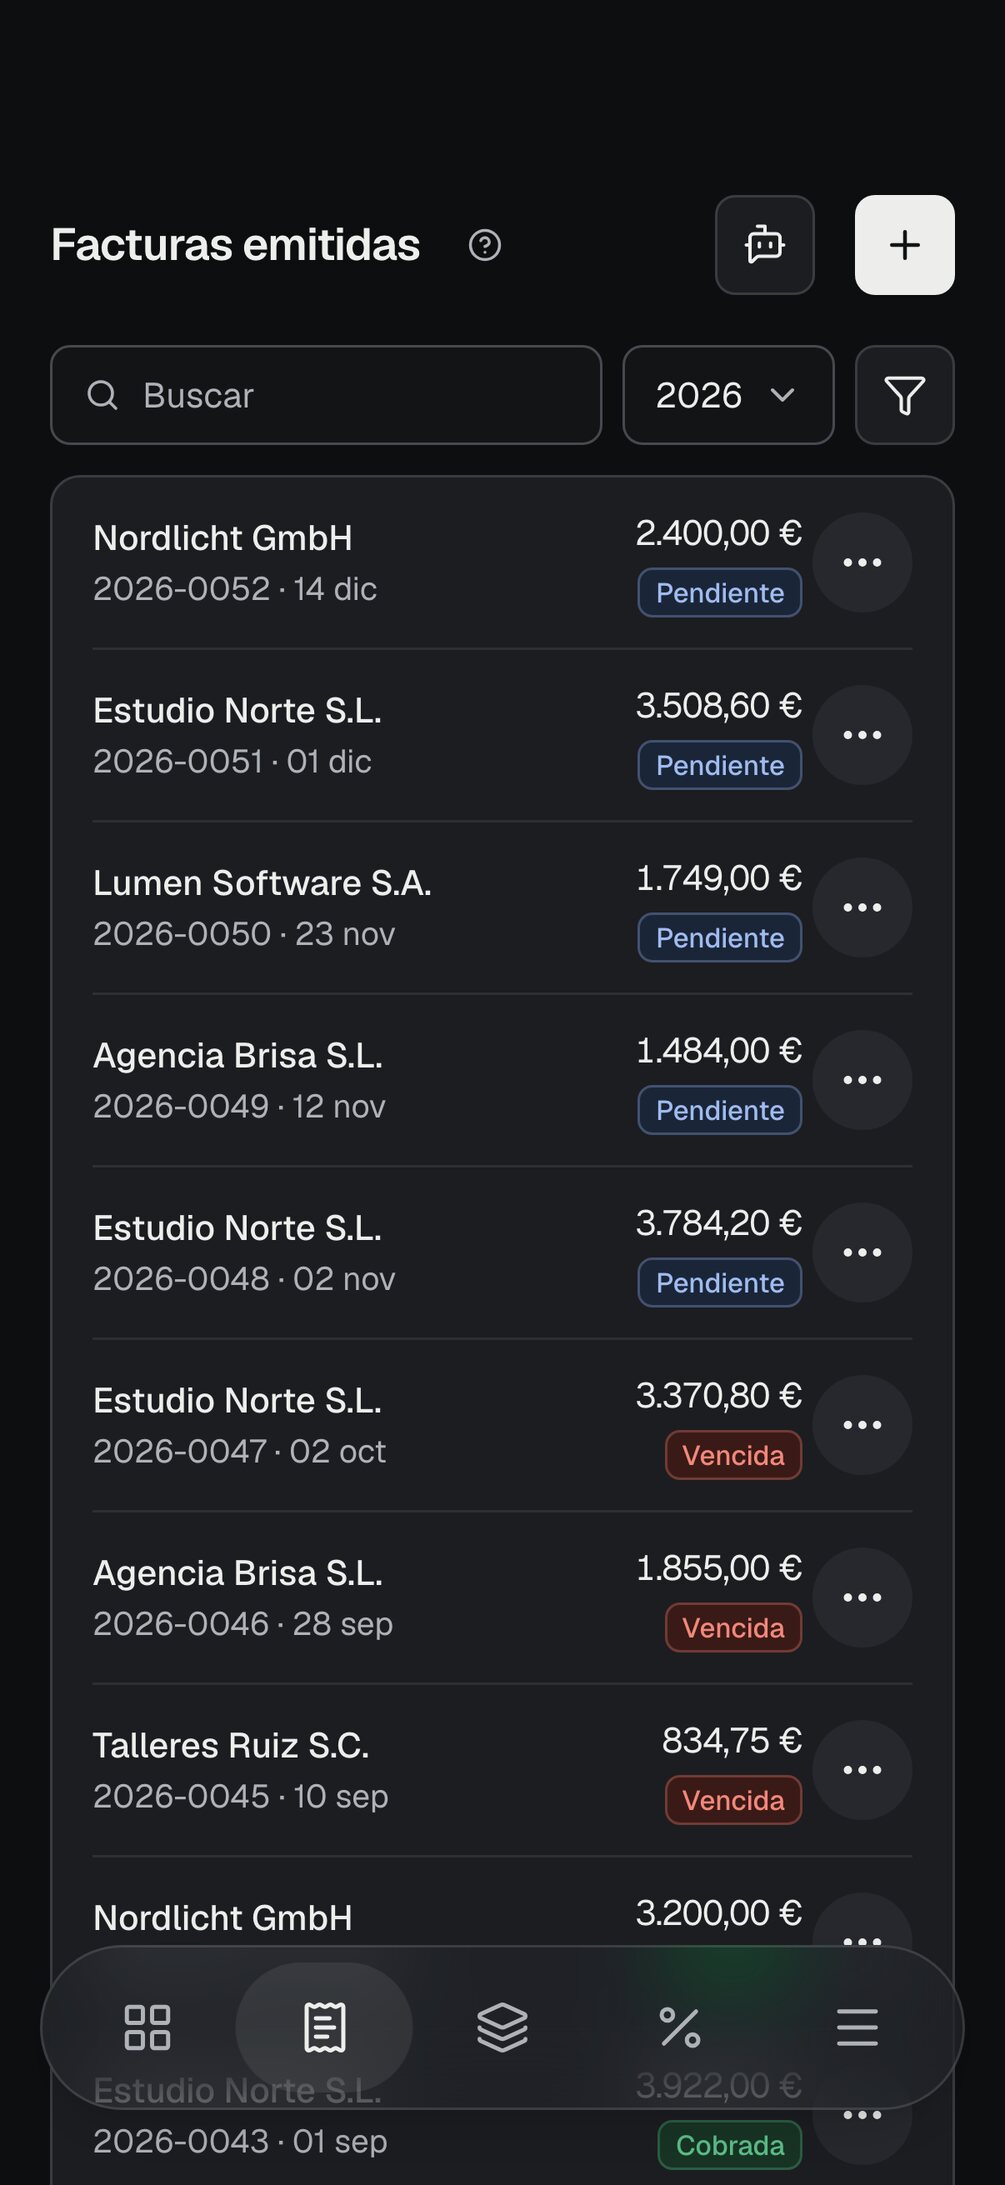 Facturas emitidas
Buscar
2026
Nordlicht GmbH
2.400,00 €
2026-0052 · 14 dic
Pendiente
Estudio Norte S.L.
3.508,60 €
2026-0051 · 01 dic
Pendiente
Lumen Software S.A.
1.749,00 €
2026-0050 · 23 nov
Pendiente
Agencia Brisa S.L.
1.484,00 €
2026-0049 · 12 nov
Pendiente
Estudio Norte S.L.
3.784,20 €
2026-0048 · 02 nov
Pendiente
Estudio Norte S.L.
3.370,80 €
2026-0047 · 02 oct
Vencida
Agencia Brisa S.L.
1.855,00 €
2026-0046 · 28 sep
Vencida
Talleres Ruiz S.C.
834,75 €
2026-0045 · 10 sep
Vencida
Nordlicht GmbH
3.200,00 €
Estudio Norte S.L.
3.922,00 €
2026-0043 · 01 sep
Cobrada